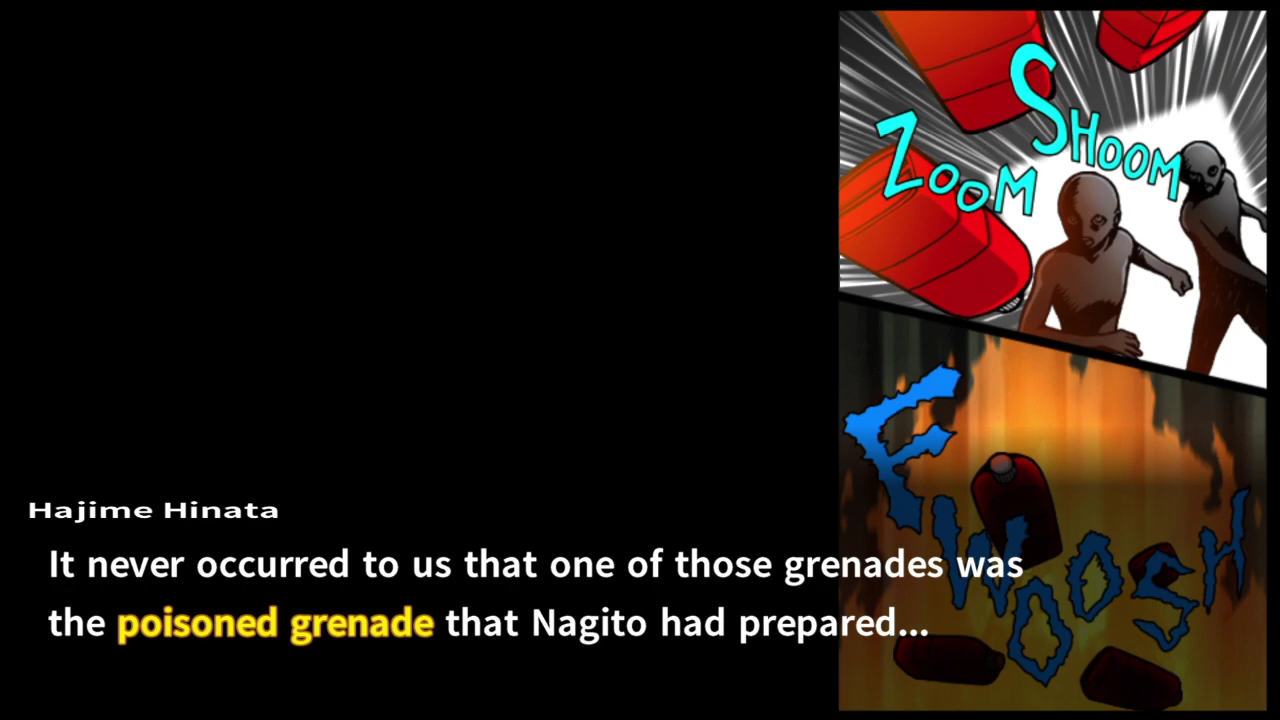 ZOOM
SHOOM
FWOOSH
Hajime Hinata
It never occurred to us that one of those grenades was
the poisoned grenade that Nagito had prepared...